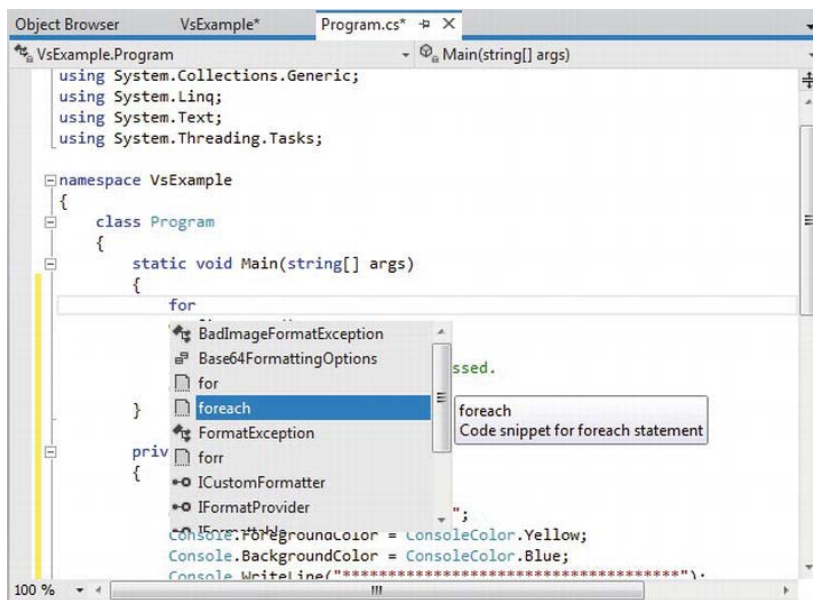 Object Browser VsExample* Program.cs*
VsExample.Program Main(string[] args)
using System.Collections.Generic;
using System.Linq;
using System.Text;
using System.Threading.Tasks;
namespace VsExample
{
class Program
{
static void Main(string[] args)
{
for
BadImageFormatException
Base64FormattingOptions
ssed.
for
} foreach foreach
FormatException Code snippet for foreach statement
priv forr
{ ICustomFormatter
IFormatProvider ";
Console.ForegroundColor = ConsoleColor.Yellow;
Console.BackgroundColor = ConsoleColor.Blue;
Console.WriteLine("*************************************");
100 %